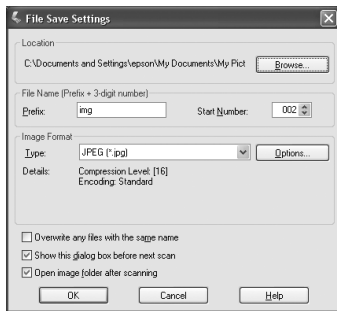 File Save Settings
Location
C:\Documents and Settings\epson\My Documents\My Pict
Browse...
File Name (Prefix + 3-digit number)
Prefix: img Start Number: 002
Image Format
Type: JPEG (*.jpg) Options...
Details: Compression Level: [16]
Encoding: Standard
Overwrite any files with the same name
Show this dialog box before next scan
Open image folder after scanning
OK Cancel Help